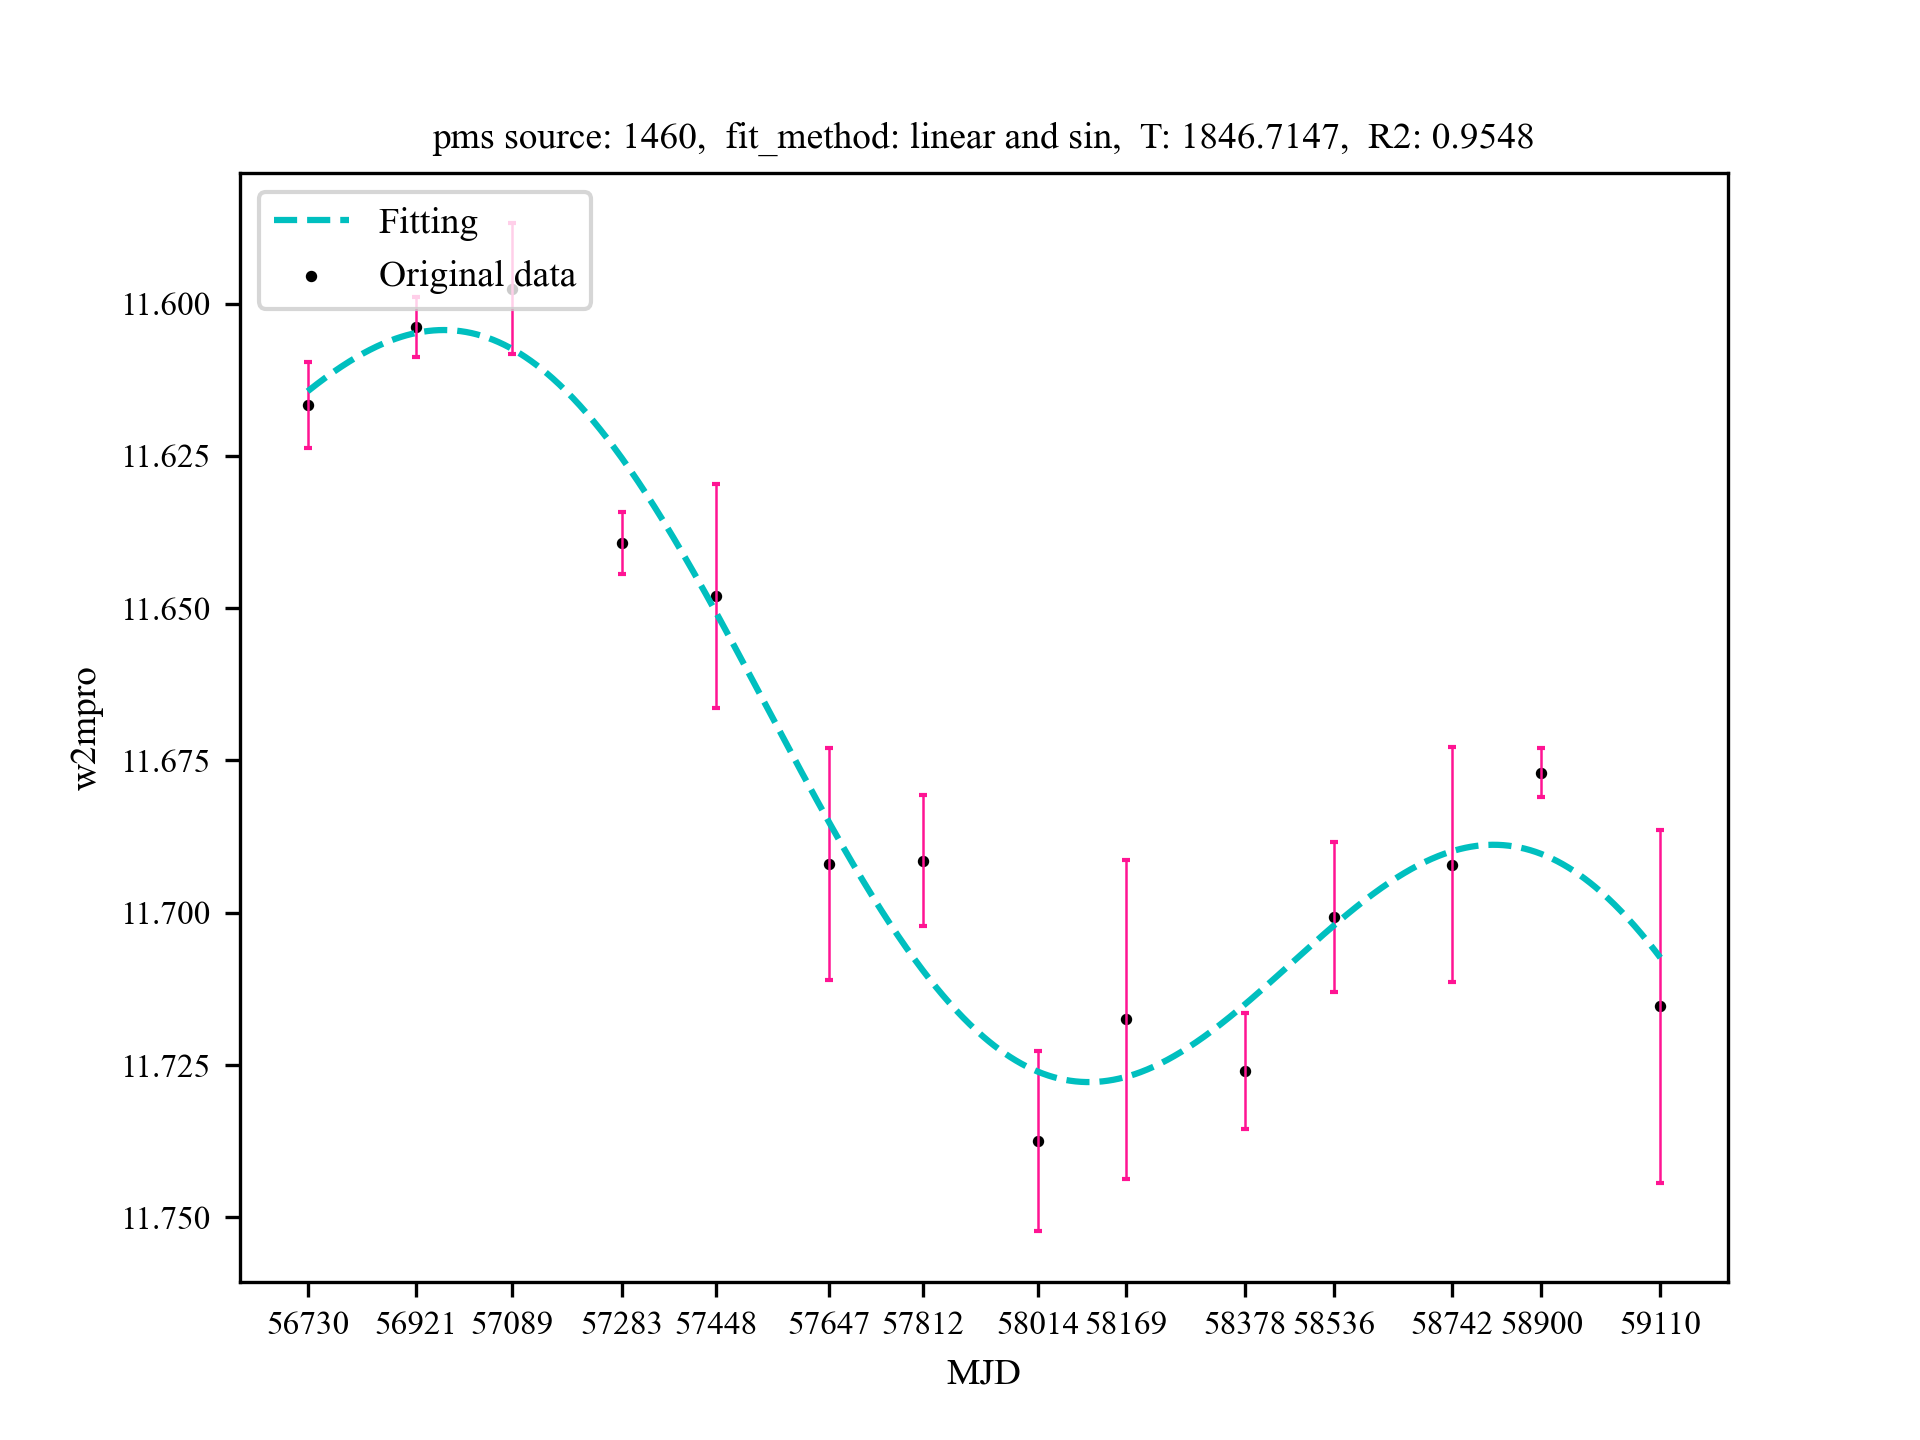 pms source: 1460,  fit_method: linear and sin,  T: 1846.7147,  R2: 0.9548
Fitting
Original data
11.600
11.625
11.650
11.675
11.700
11.725
11.750
w2mpro
56730 56921 57089 57283 57448 57647 57812 58014 58169 58378 58536 58742 58900 59110
MJD